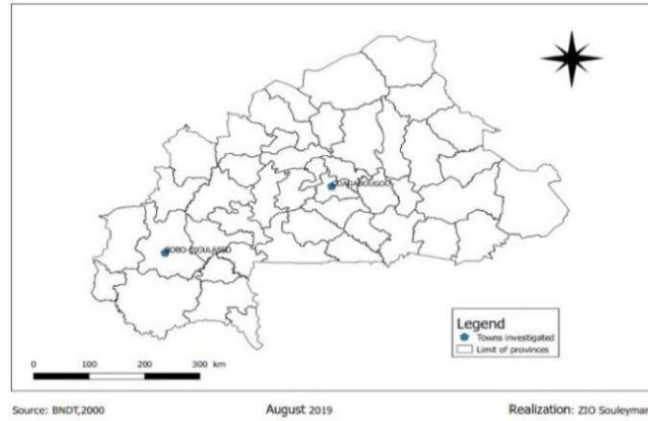 OUAGADOUGOU
BOBO-DIOULASSO
Legend
Towns investigated
Limit of provinces
0 100 200 300 km
Source: BNDT,2000 August 2019 Realization: ZIO Souleyman